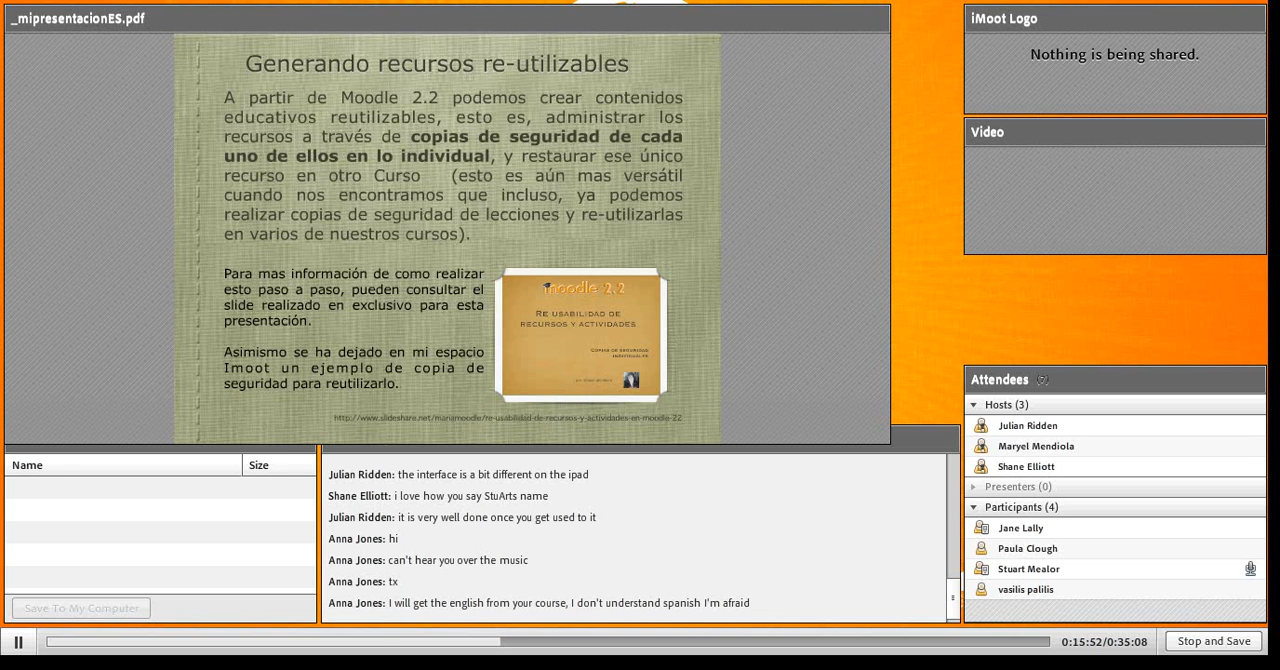 _mipresentacionES.pdf
Generando recursos re-utilizables
A partir de Moodle 2.2 podemos crear contenidos
educativos reutilizables, esto es, administrar los
recursos a través de copias de seguridad de cada
uno de ellos en lo individual, y restaurar ese único
recurso en otro Curso (esto es aún mas versátil
cuando nos encontramos que incluso, ya podemos
realizar copias de seguridad de lecciones y re-utilizarlas
en varios de nuestros cursos).
Para mas información de como realizar
esto paso a paso, pueden consultar el
slide realizado en exclusivo para esta
presentación.
Asimismo se ha dejado en mi espacio
Imoot un ejemplo de copia de
seguridad para reutilizarlo.
moodle 2.2
Re usabilidad de
recursos y actividades
Copias de seguridad
individuales
http://www.slideshare.net/mariamoodle/re-usabilidad-de-recursos-y-actividades-en-moodle-22
iMoot Logo
Nothing is being shared.
Video
Attendees (7)
Hosts (3)
Julian Ridden
Maryel Mendiola
Shane Elliott
Presenters (0)
Participants (4)
Jane Lally
Paula Clough
Stuart Mealor
vasilis palilis
Name Size
Save To My Computer
Julian Ridden: the interface is a bit different on the ipad
Shane Elliott: i love how you say StuArts name
Julian Ridden: it is very well done once you get used to it
Anna Jones: hi
Anna Jones: can't hear you over the music
Anna Jones: tx
Anna Jones: I will get the english from your course, I don't understand spanish I'm afraid
0:15:52/0:35:08
Stop and Save